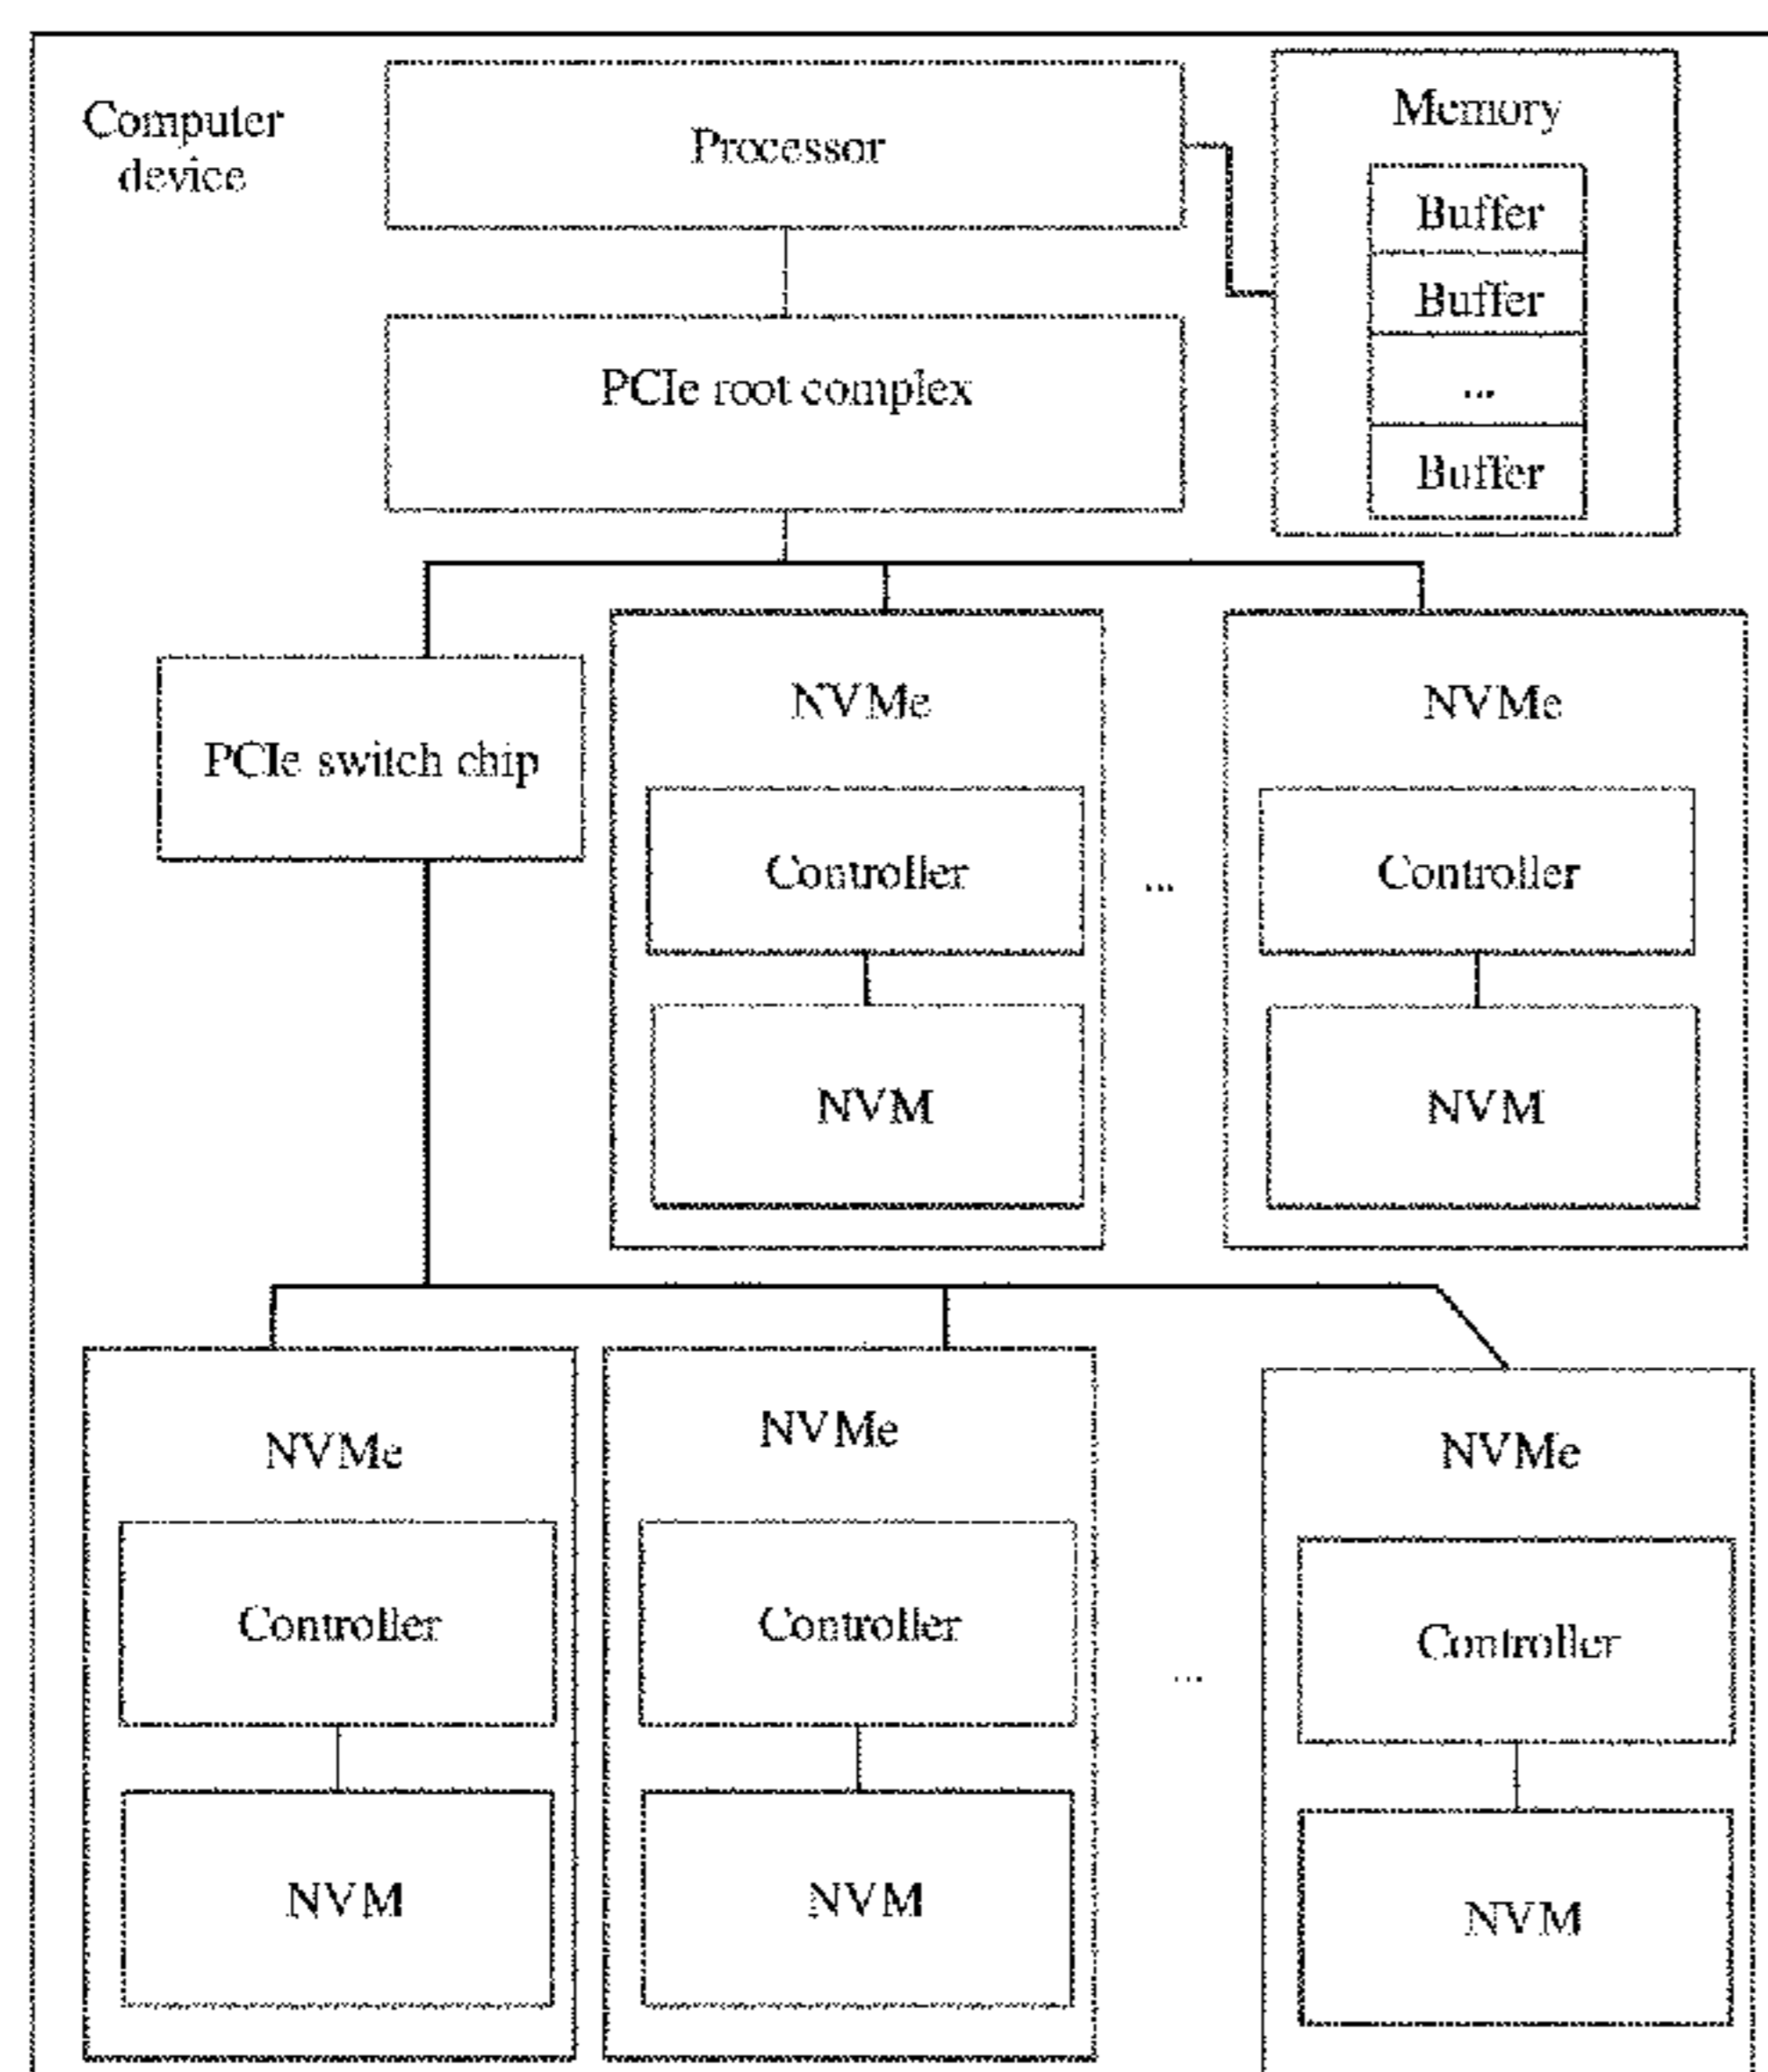 Computer
device
Processor
Memory
Buffer
Buffer
...
Buffer
PCIe root complex
PCIe switch chip
NVMe
Controller
NVM
...
NVMe
Controller
NVM
NVMe
Controller
NVM
NVMe
Controller
NVM
...
NVMe
Controller
NVM